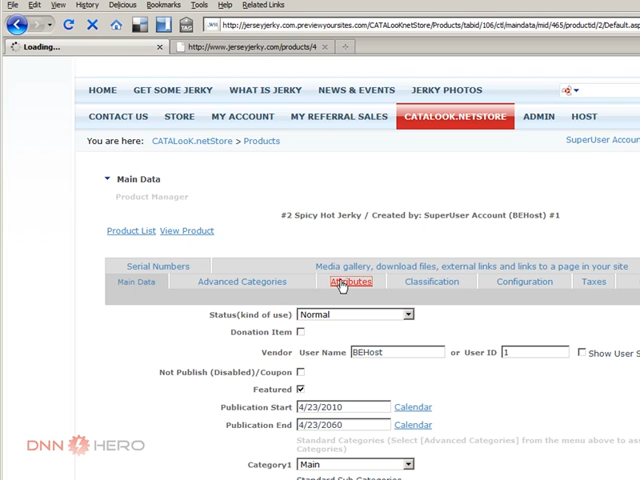 File Edit View History Delicious Bookmarks Tools Help
Related Links
http://jerseyjerky.com.previewyoursites.com/CATALooKnetStore/Products/tabid/106/ctl/maindata/mid/465/productid/2/Default.asp
Loading...
http://www.jerseyjerky.com/products/4
HOME GET SOME JERKY WHAT IS JERKY NEWS & EVENTS JERKY PHOTOS
CONTACT US STORE MY ACCOUNT MY REFERRAL SALES CATALOOK.NETSTORE ADMIN HOST
You are here: CATALooK.netStore > Products
SuperUser Accoun
Main Data
Product Manager
#2 Spicy Hot Jerky / Created by: SuperUser Account (BEHost) #1
Product List View Product
Serial Numbers Media gallery, download files, external links and links to a page in your site
Main Data Advanced Categories Attributes Classification Configuration Taxes
Status(kind of use) Normal
Donation Item
Vendor User Name BEHost or User ID 1 Show User S
Not Publish (Disabled)/Coupon
Featured
Publication Start 4/23/2010 Calendar
Publication End 4/23/2060 Calendar
Standard Categories (Select [Advanced Categories] from the menu above to ass
Category1 Main
Standard Sub Categories
DNN HERO